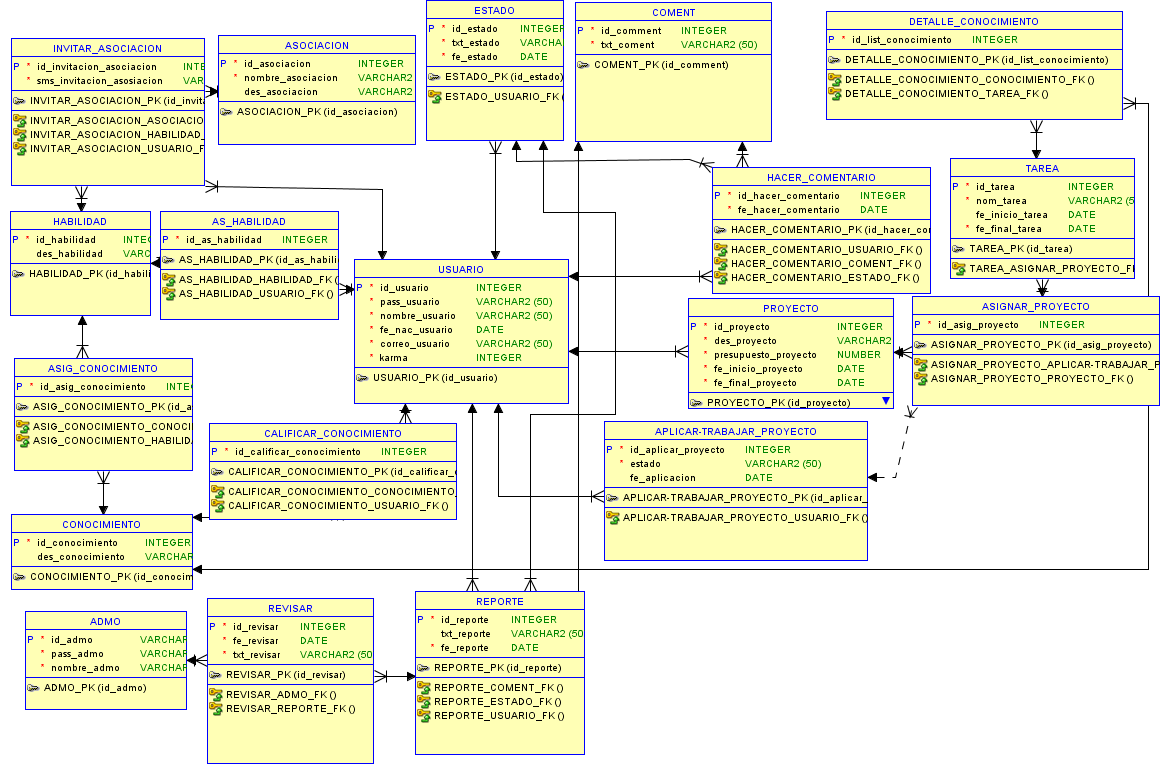 INVITAR_ASOCIACION
P * id_invitacion_asociacion INTE
* sms_invitacion_asosiacion VAR
INVITAR_ASOCIACION_PK (id_invita
INVITAR_ASOCIACION_ASOCIACIO
INVITAR_ASOCIACION_HABILIDAD_
INVITAR_ASOCIACION_USUARIO_F
ASOCIACION
P * id_asociacion INTEGER
* nombre_asociacion VARCHAR2
des_asociacion VARCHAR2
ASOCIACION_PK (id_asociacion)
ESTADO
P * id_estado INTEGER
* txt_estado VARCHA
* fe_estado DATE
ESTADO_PK (id_estado)
ESTADO_USUARIO_FK (
COMENT
P * id_comment INTEGER
* txt_coment VARCHAR2 (50)
COMENT_PK (id_comment)
DETALLE_CONOCIMIENTO
P * id_list_conocimiento INTEGER
DETALLE_CONOCIMIENTO_PK (id_list_conocimiento)
DETALLE_CONOCIMIENTO_CONOCIMIENTO_FK ()
DETALLE_CONOCIMIENTO_TAREA_FK ()
HABILIDAD
P * id_habilidad INTEG
des_habilidad VARC
HABILIDAD_PK (id_habili
AS_HABILIDAD
P * id_as_habilidad INTEGER
AS_HABILIDAD_PK (id_as_habili
AS_HABILIDAD_HABILIDAD_FK (
AS_HABILIDAD_USUARIO_FK ()
USUARIO
P * id_usuario INTEGER
* pass_usuario VARCHAR2 (50)
* nombre_usuario VARCHAR2 (50)
* fe_nac_usuario DATE
* correo_usuario VARCHAR2 (50)
* karma INTEGER
USUARIO_PK (id_usuario)
HACER_COMENTARIO
P * id_hacer_comentario INTEGER
* fe_hacer_comentario DATE
HACER_COMENTARIO_PK (id_hacer_co
HACER_COMENTARIO_USUARIO_FK ()
HACER_COMENTARIO_COMENT_FK ()
HACER_COMENTARIO_ESTADO_FK ()
TAREA
P * id_tarea INTEGER
* nom_tarea VARCHAR2 (5
* fe_inicio_tarea DATE
* fe_final_tarea DATE
TAREA_PK (id_tarea)
TAREA_ASIGNAR_PROYECTO_F
PROYECTO
P * id_proyecto INTEGER
* des_proyecto VARCHAR2
* presupuesto_proyecto NUMBER
* fe_inicio_proyecto DATE
* fe_final_proyecto DATE
PROYECTO_PK (id_proyecto)
ASIGNAR_PROYECTO
P * id_asig_proyecto INTEGER
ASIGNAR_PROYECTO_PK (id_asig_proyecto)
ASIGNAR_PROYECTO_APLICAR-TRABAJAR_P
ASIGNAR_PROYECTO_PROYECTO_FK ()
ASIG_CONOCIMIENTO
P * id_asig_conocimiento INTE
ASIG_CONOCIMIENTO_PK (id_a
ASIG_CONOCIMIENTO_CONOCI
ASIG_CONOCIMIENTO_HABILID
CALIFICAR_CONOCIMIENTO
P * id_calificar_conocimiento INTEGER
CALIFICAR_CONOCIMIENTO_PK (id_calificar_
CALIFICAR_CONOCIMIENTO_CONOCIMIENTO_
CALIFICAR_CONOCIMIENTO_USUARIO_FK ()
APLICAR-TRABAJAR_PROYECTO
P * id_aplicar_proyecto INTEGER
* estado VARCHAR2 (50)
fe_aplicacion DATE
APLICAR-TRABAJAR_PROYECTO_PK (id_aplicar_
APLICAR-TRABAJAR_PROYECTO_USUARIO_FK ()
CONOCIMIENTO
P * id_conocimiento INTEGER
des_conocimiento VARCHAR
CONOCIMIENTO_PK (id_conocim
ADMO
P * id_admo VARCHAR
* pass_admo VARCHAR
* nombre_admo VARCHAR
ADMO_PK (id_admo)
REVISAR
P * id_revisar INTEGER
* fe_revisar DATE
* txt_revisar VARCHAR2 (50
REVISAR_PK (id_revisar)
REVISAR_ADMO_FK ()
REVISAR_REPORTE_FK ()
REPORTE
P * id_reporte INTEGER
txt_reporte VARCHAR2 (50
* fe_reporte DATE
REPORTE_PK (id_reporte)
REPORTE_COMENT_FK ()
REPORTE_ESTADO_FK ()
REPORTE_USUARIO_FK ()